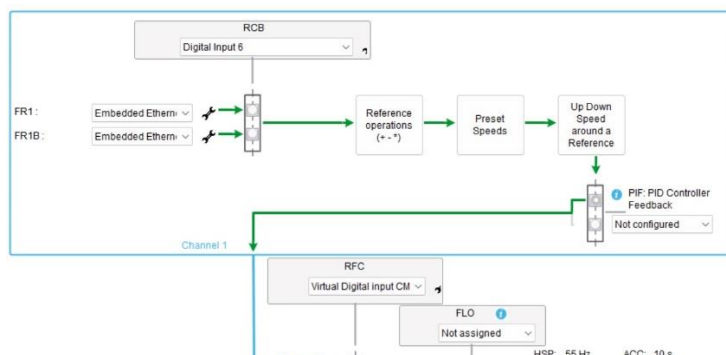 RCB
Digital Input 6
FR1 :
Embedded Ethern
FR1B :
Embedded Ethern
Reference
operations
(+ - *)
Preset
Speeds
Up Down
Speed
around a
Reference
PIF: PID Controller
Feedback
Not configured
Channel 1
RFC
Virtual Digital input CM
FLO
Not assigned
HSP: 55 Hz ACC: 10 s